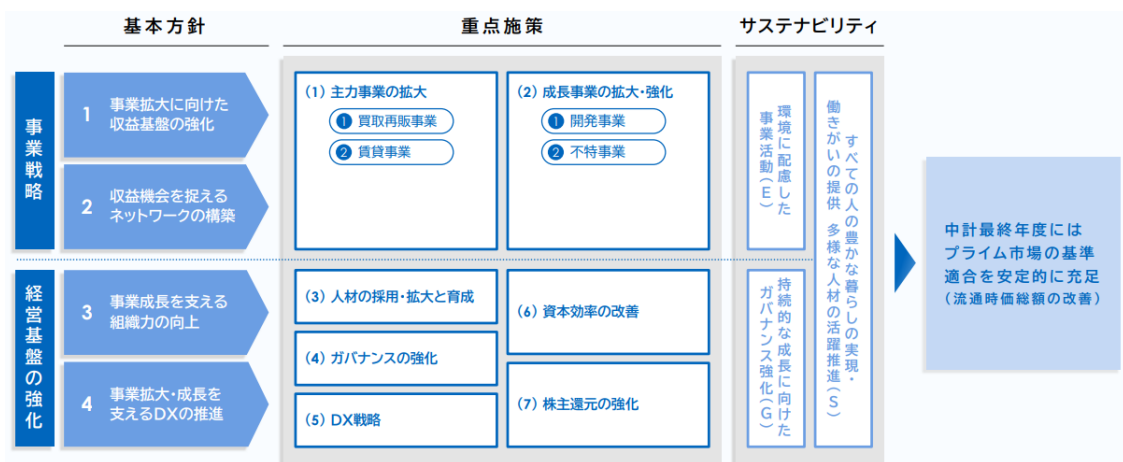 基本方針
重点施策
サステナビリティ
事業戦略
1
事業拡大に向けた
収益基盤の強化
2
収益機会を捉える
ネットワークの構築
(1) 主力事業の拡大
1 買取再販事業
2 賃貸事業
(2) 成長事業の拡大・強化
1 開発事業
2 不特事業
環境に配慮した
事業活動(E)
すべての人の豊かな暮らしの実現・
働きがいの提供 多様な人材の活躍推進(S)
経営基盤の強化
3
事業成長を支える
組織力の向上
4
事業拡大・成長を
支えるDXの推進
(3) 人材の採用・拡大と育成
(4) ガバナンスの強化
(5) DX戦略
(6) 資本効率の改善
(7) 株主還元の強化
持続的な成長に向けた
ガバナンス強化(G)
中計最終年度には
プライム市場の基準
適合を安定的に充足
(流通時価総額の改善)